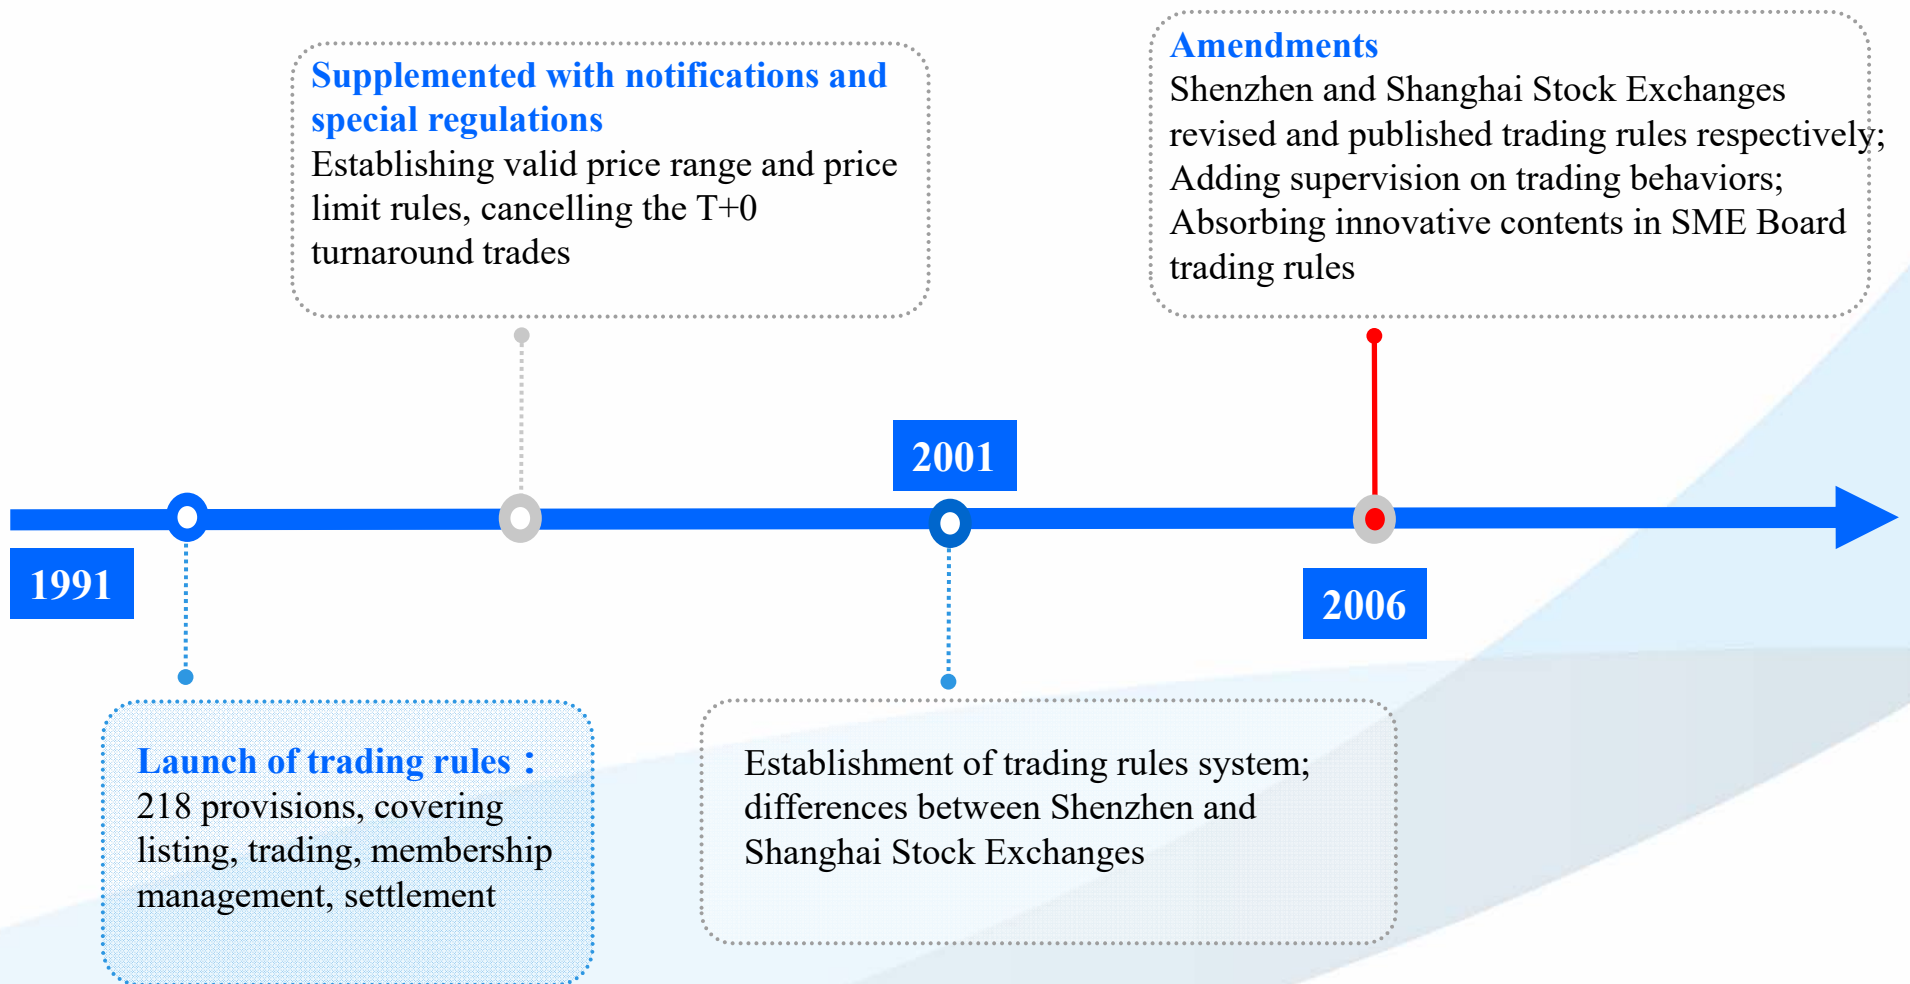 Supplemented with notifications and
special regulations
Establishing valid price range and price
limit rules, cancelling the T+0
turnaround trades
Amendments
Shenzhen and Shanghai Stock Exchanges
revised and published trading rules respectively;
Adding supervision on trading behaviors;
Absorbing innovative contents in SME Board
trading rules
2001
1991
2006
Launch of trading rules：
218 provisions, covering
listing, trading, membership
management, settlement
Establishment of trading rules system;
differences between Shenzhen and
Shanghai Stock Exchanges